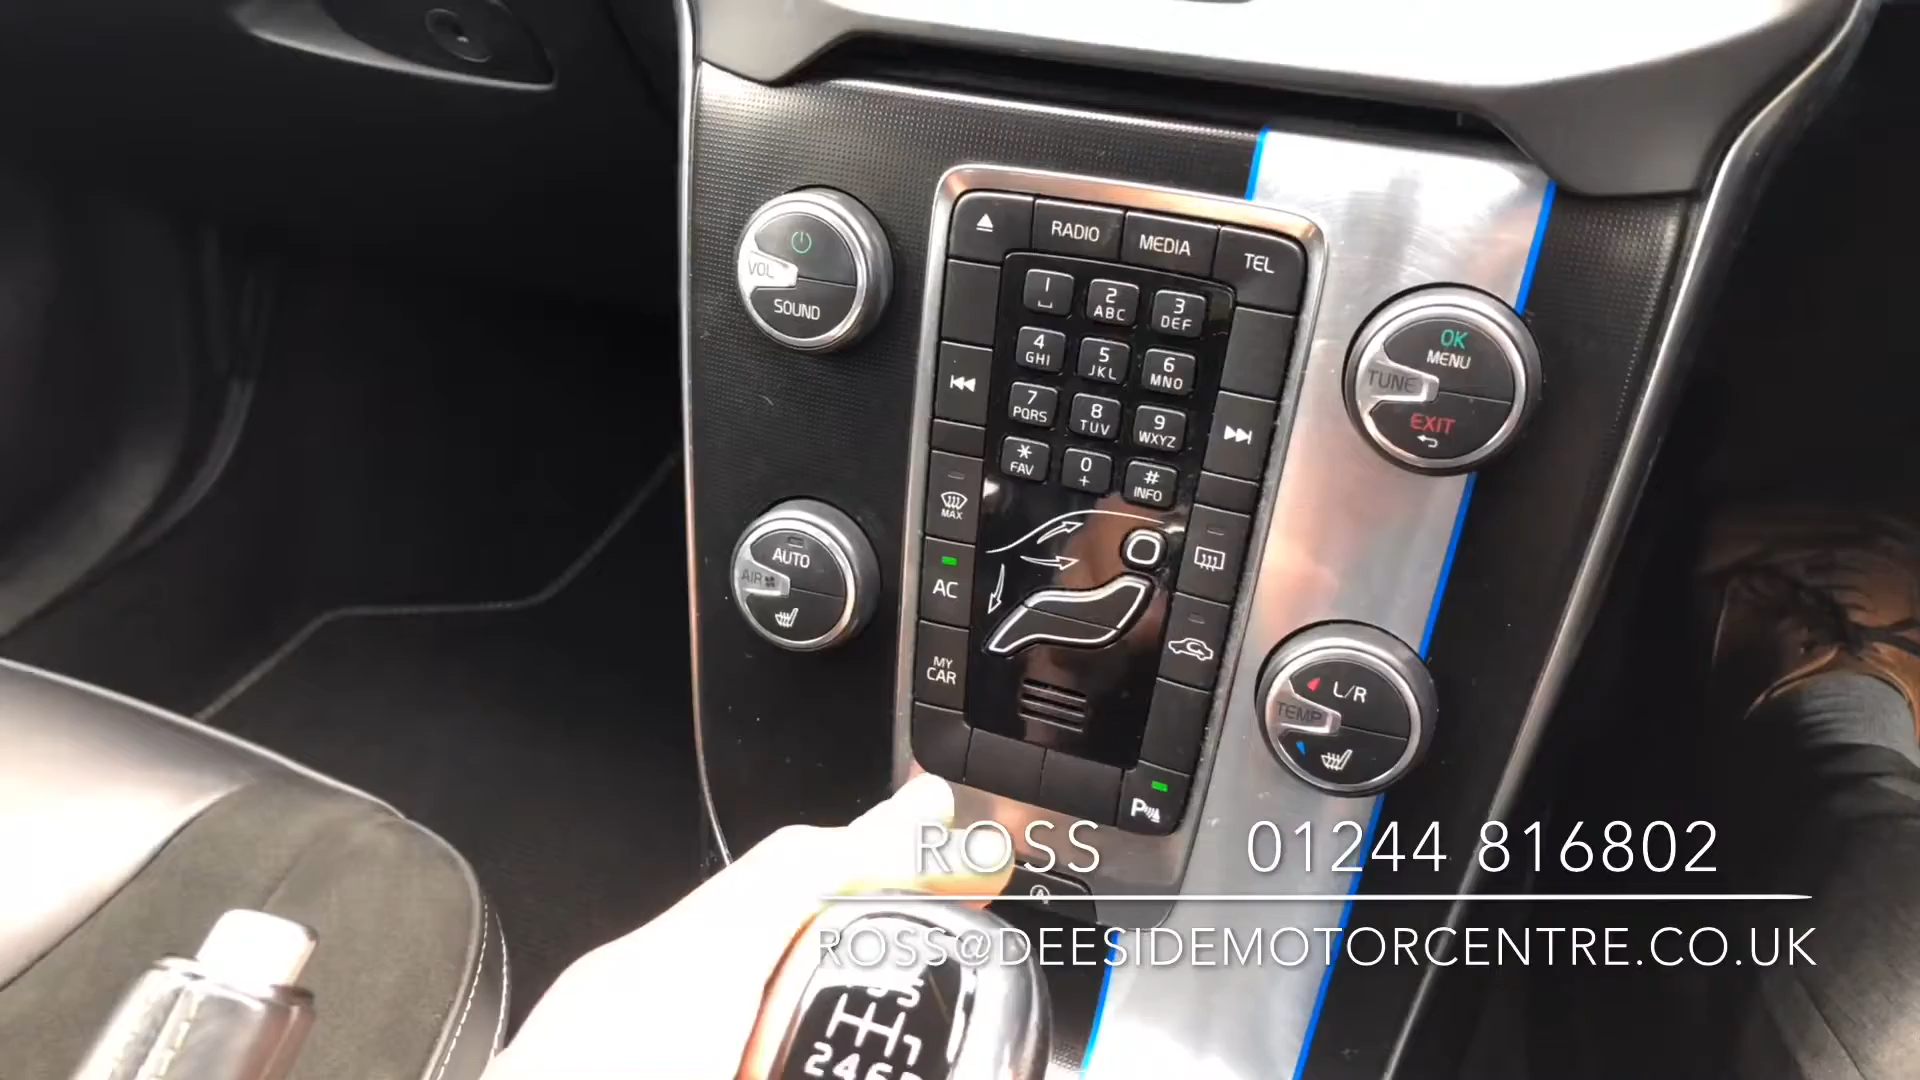 RADIO
MEDIA
TEL
VOL
SOUND
1
2
ABC
3
DEF
4
GHI
5
JKL
6
MNO
7
PQRS
8
TUV
9
WXYZ
*
FAV
0
+
#
INFO
OK
MENU
TUNE
EXIT
MAX
AUTO
AIR
AC
MY
CAR
L/R
TEMP
P
A
ROSS 01244 816802
ROSS@DEESIDEMOTORCENTRE.CO.UK
246